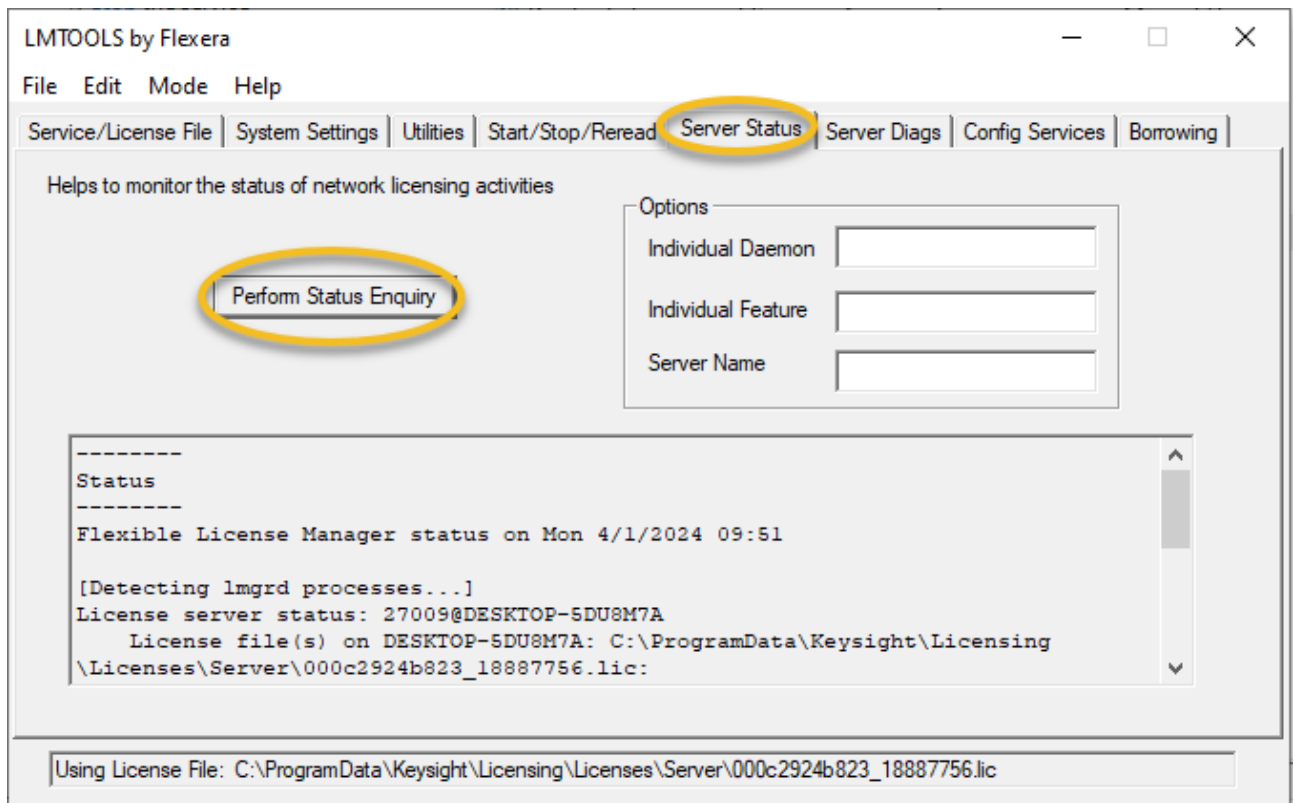 LMTOOLS by Flexera
File Edit Mode Help
Service/License File System Settings Utilities Start/Stop/Reread Server Status Server Diags Config Services Borrowing
Helps to monitor the status of network licensing activities
Options
Individual Daemon
Perform Status Enquiry
Individual Feature
Server Name
--------
Status
--------
Flexible License Manager status on Mon 4/1/2024 09:51
[Detecting lmgrd processes...]
License server status: 27009@DESKTOP-5DU8M7A
License file(s) on DESKTOP-5DU8M7A: C:\ProgramData\Keysight\Licensing
\Licenses\Server\000c2924b823_18887756.lic:
Using License File: C:\ProgramData\Keysight\Licensing\Licenses\Server\000c2924b823_18887756.lic